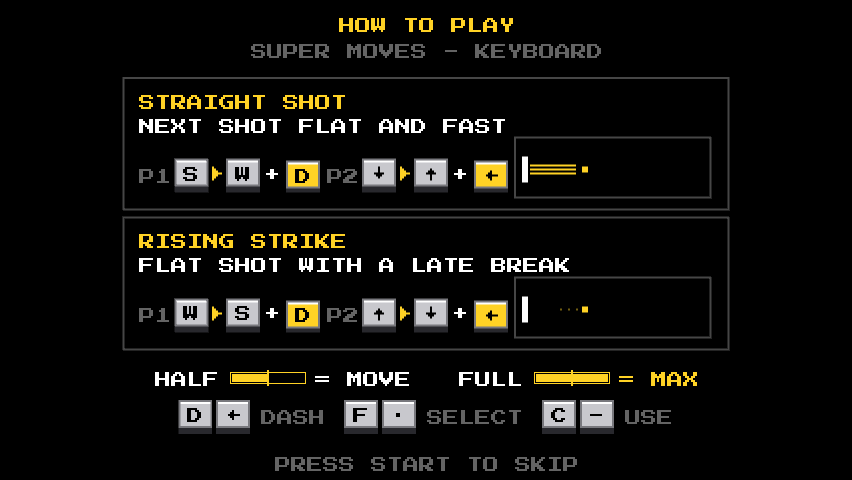 HOW TO PLAY
SUPER MOVES - KEYBOARD
STRAIGHT SHOT
NEXT SHOT FLAT AND FAST
P1 S W + D P2 ↓ ↑ + ←
RISING STRIKE
FLAT SHOT WITH A LATE BREAK
P1 W S + D P2 ↑ ↓ + ←
HALF = MOVE FULL = MAX
D ← DASH F · SELECT C - USE
PRESS START TO SKIP